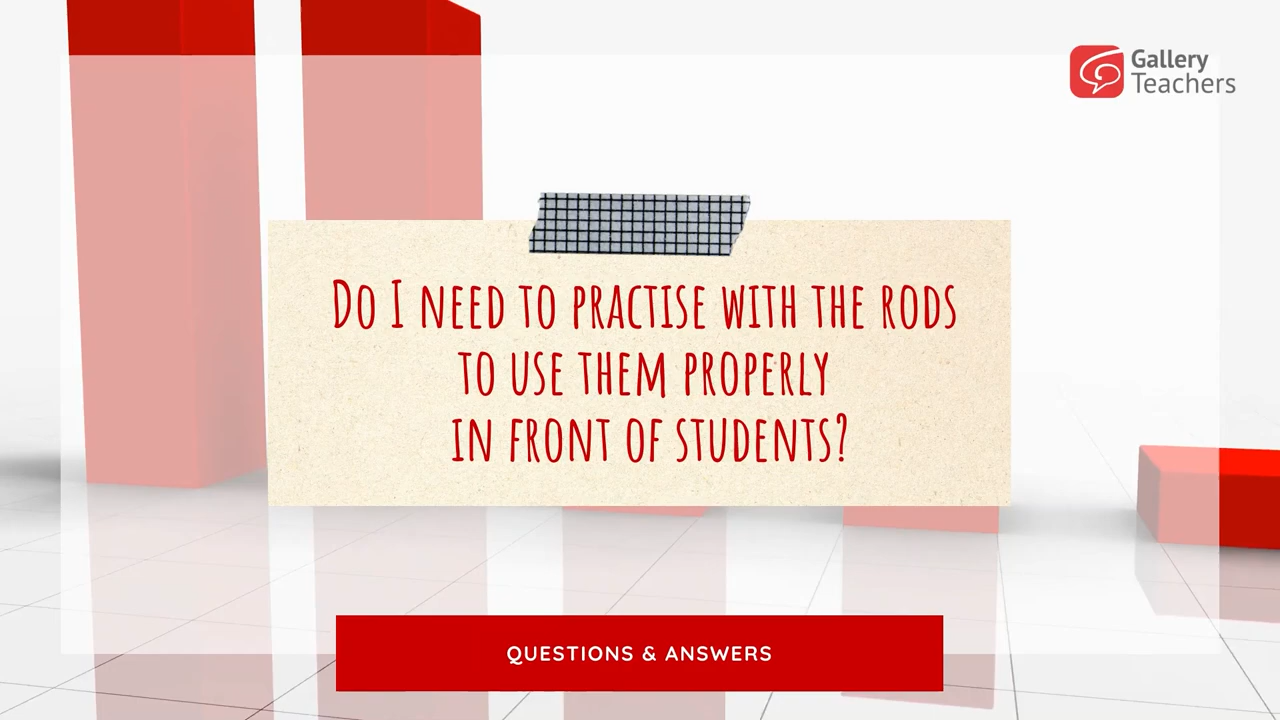 Gallery
Teachers
Do I need to practise with the rods
to use them properly
in front of students?
QUESTIONS & ANSWERS